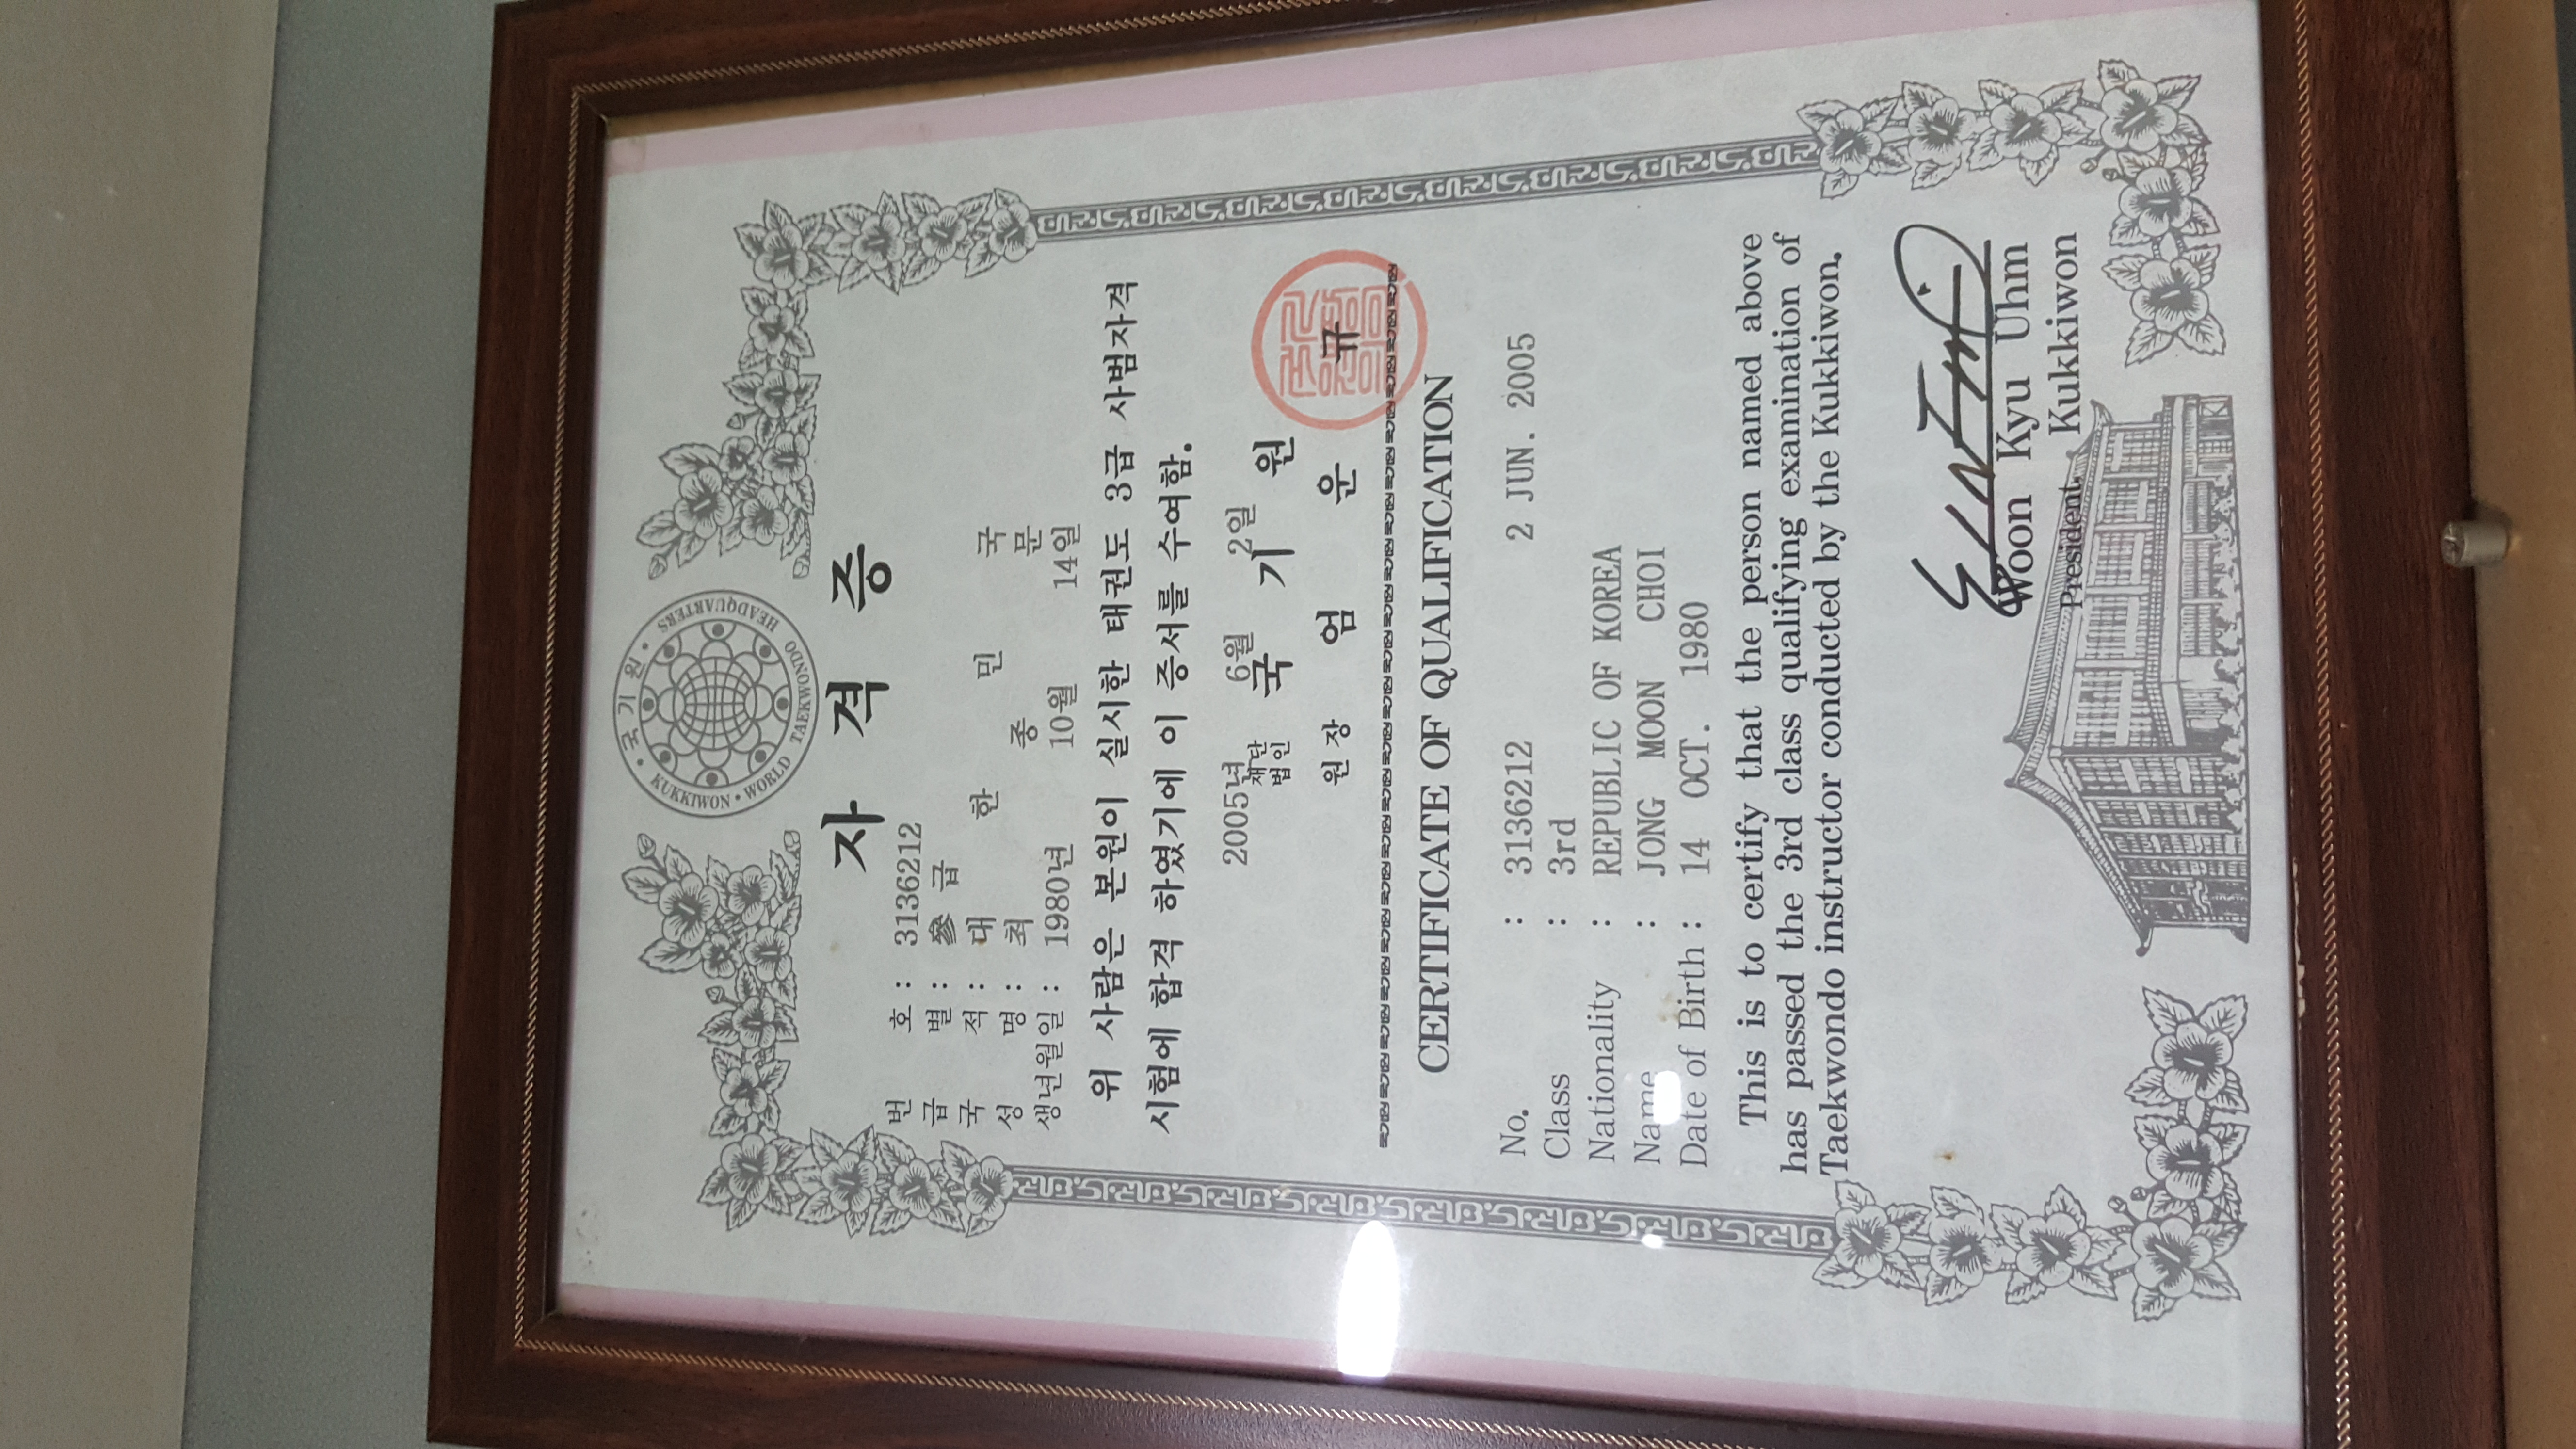 • 국 기 원 •
KUKKIWON • WORLD TAEKWONDO HEADQUARTERS
자 격 증
번 호 : 3136212
급 별 : 參 급
국 적 : 대 한 민 국
성 명 : 최 종 문
생년월일 : 1980년 10월 14일
위 사람은 본원이 실시한 태권도 3급 사범자격
시험에 합격 하였기에 이 증서를 수여함.
2005년 6월 2일
재단법인 국 기 원
원장 엄 운 규
CERTIFICATE OF QUALIFICATION
No. : 3136212 2 JUN. 2005
Class : 3rd
Nationality : REPUBLIC OF KOREA
Name : JONG MOON CHOI
Date of Birth : 14 OCT. 1980
This is to certify that the person named above
has passed the 3rd class qualifying examination of
Taekwondo instructor conducted by the Kukkiwon.
Woon Kyu Uhm
President, Kukkiwon